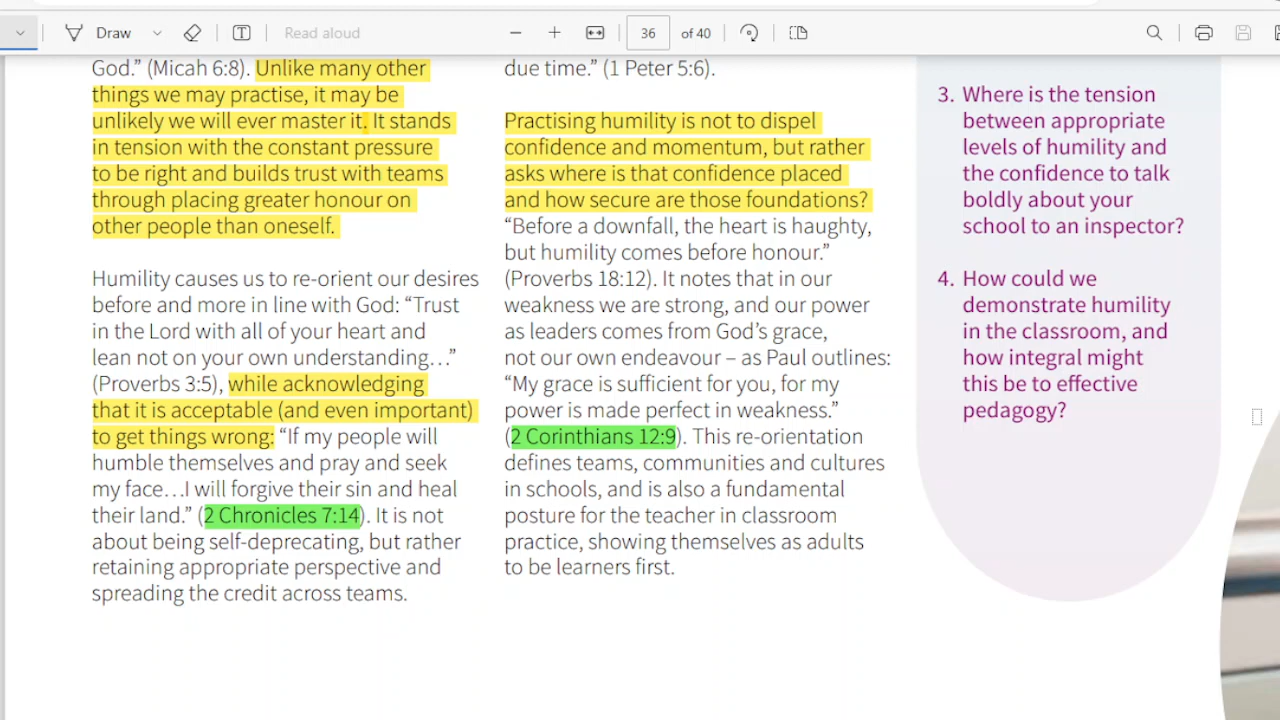 Draw
Read aloud
36
of 40
God.” (Micah 6:8). Unlike many other
things we may practise, it may be
unlikely we will ever master it. It stands
in tension with the constant pressure
to be right and builds trust with teams
through placing greater honour on
other people than oneself.
Humility causes us to re-orient our desires
before and more in line with God: “Trust
in the Lord with all of your heart and
lean not on your own understanding…”
(Proverbs 3:5), while acknowledging
that it is acceptable (and even important)
to get things wrong: “If my people will
humble themselves and pray and seek
my face…I will forgive their sin and heal
their land.” (2 Chronicles 7:14). It is not
about being self-deprecating, but rather
retaining appropriate perspective and
spreading the credit across teams.
due time.” (1 Peter 5:6).
Practising humility is not to dispel
confidence and momentum, but rather
asks where is that confidence placed
and how secure are those foundations?
“Before a downfall, the heart is haughty,
but humility comes before honour.”
(Proverbs 18:12). It notes that in our
weakness we are strong, and our power
as leaders comes from God’s grace,
not our own endeavour – as Paul outlines:
“My grace is sufficient for you, for my
power is made perfect in weakness.”
(2 Corinthians 12:9). This re-orientation
defines teams, communities and cultures
in schools, and is also a fundamental
posture for the teacher in classroom
practice, showing themselves as adults
to be learners first.
3. Where is the tension
between appropriate
levels of humility and
the confidence to talk
boldly about your
school to an inspector?
4. How could we
demonstrate humility
in the classroom, and
how integral might
this be to effective
pedagogy?